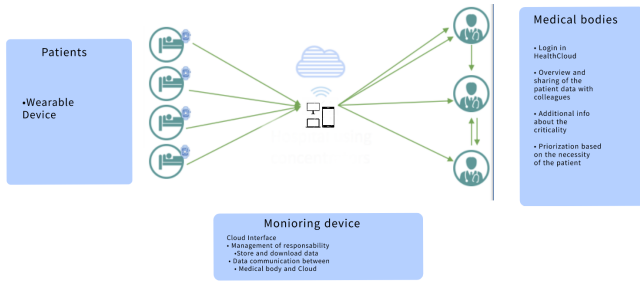 Patients
•Wearable
Device
Medical bodies
• Login in
HealthCloud
• Overview and
sharing of the
patient data with
colleagues
• Additional info
about the
criticality
• Priorization based
on the necessity
of the patient
Monioring device
Cloud Interface
• Management of responsability
•Store and download data
• Data communication between
• Medical body and Cloud